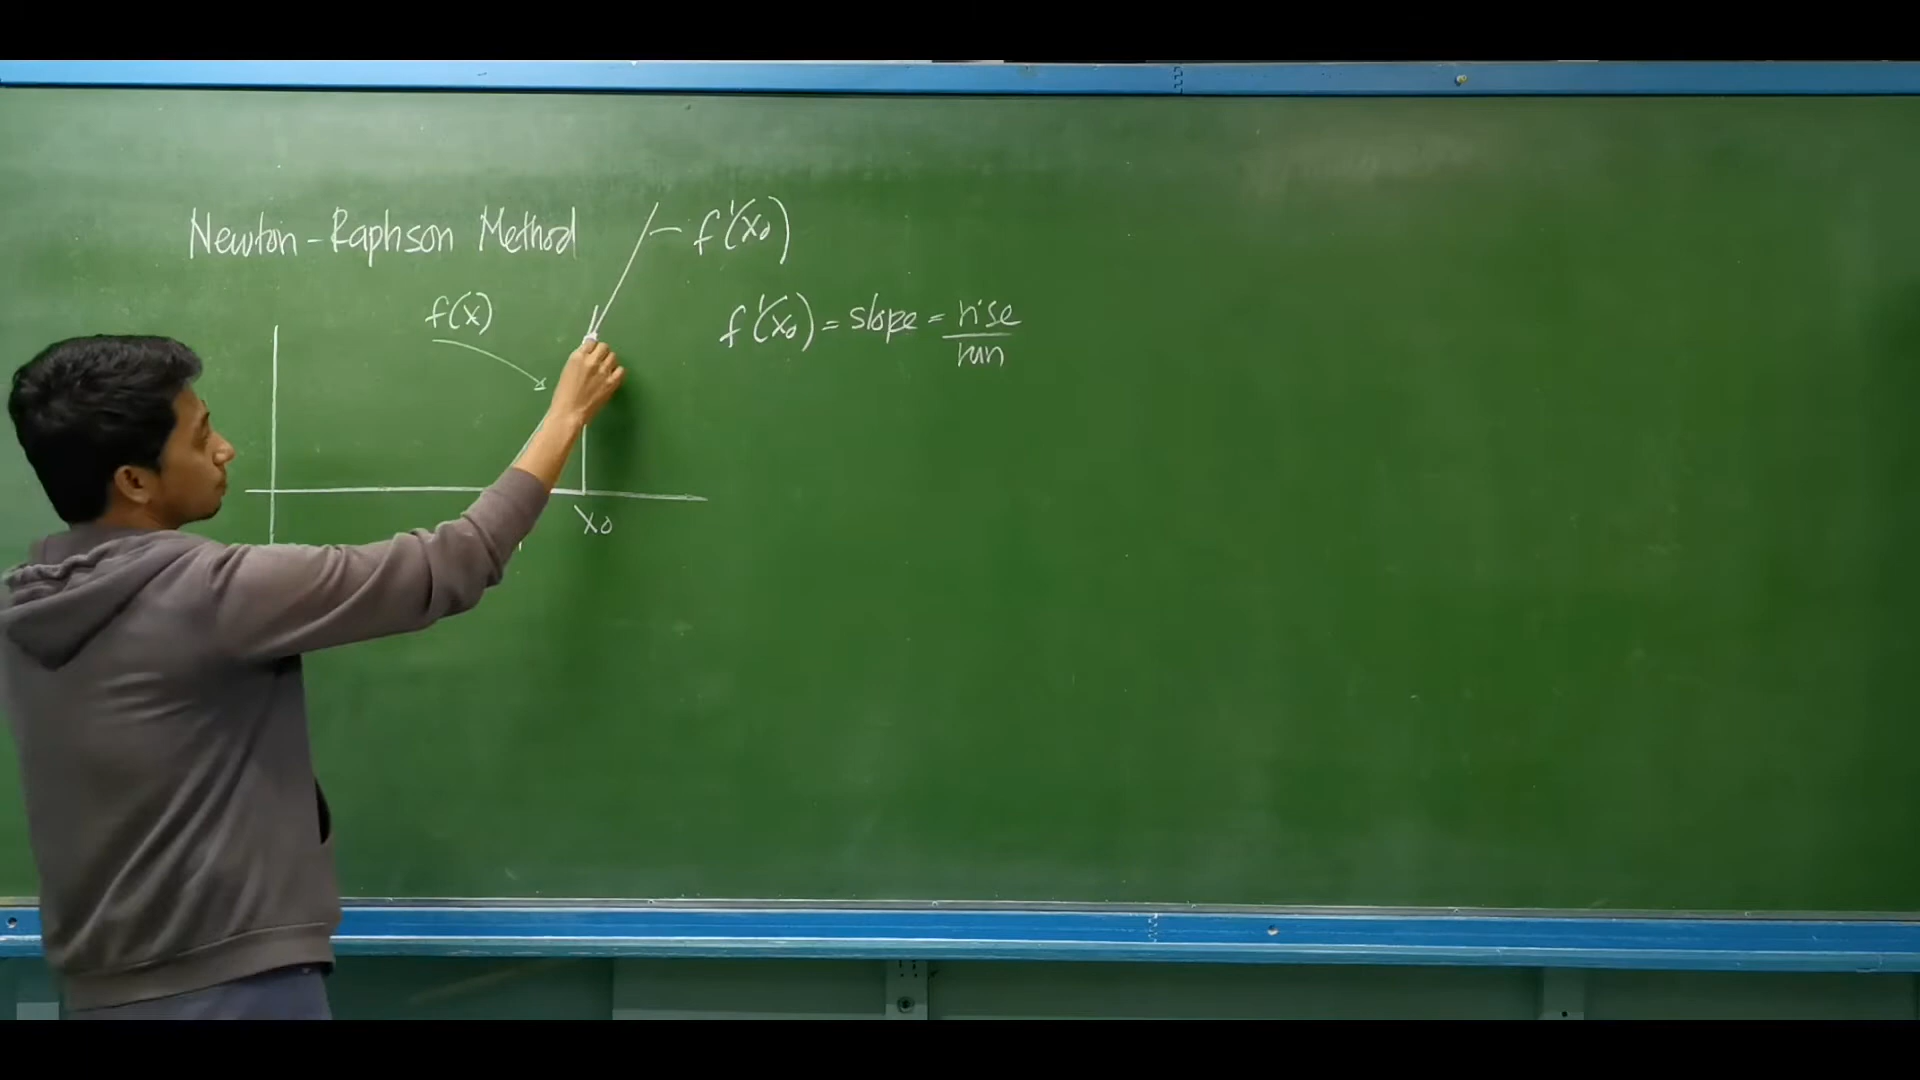 Newton-Raphson Method
f'(x₀)
f(x)
f'(x₀) = slope = rise/run
x₀